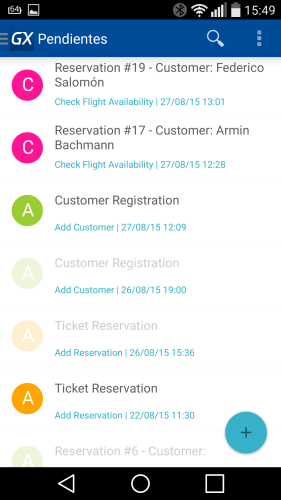 64
15:49
GX Pendientes
Reservation #19 - Customer: Federico
Salomón
C
Check Flight Availability | 27/08/15 13:01
Reservation #17 - Customer: Armin
Bachmann
C
Check Flight Availability | 27/08/15 12:28
Customer Registration
A
Add Customer | 27/08/15 12:09
Customer Registration
A
Add Customer | 26/08/15 19:00
Ticket Reservation
A
Add Reservation | 26/08/15 15:36
Ticket Reservation
A
Add Reservation | 22/08/15 11:30
+
Reservation #6 - Customer:
A